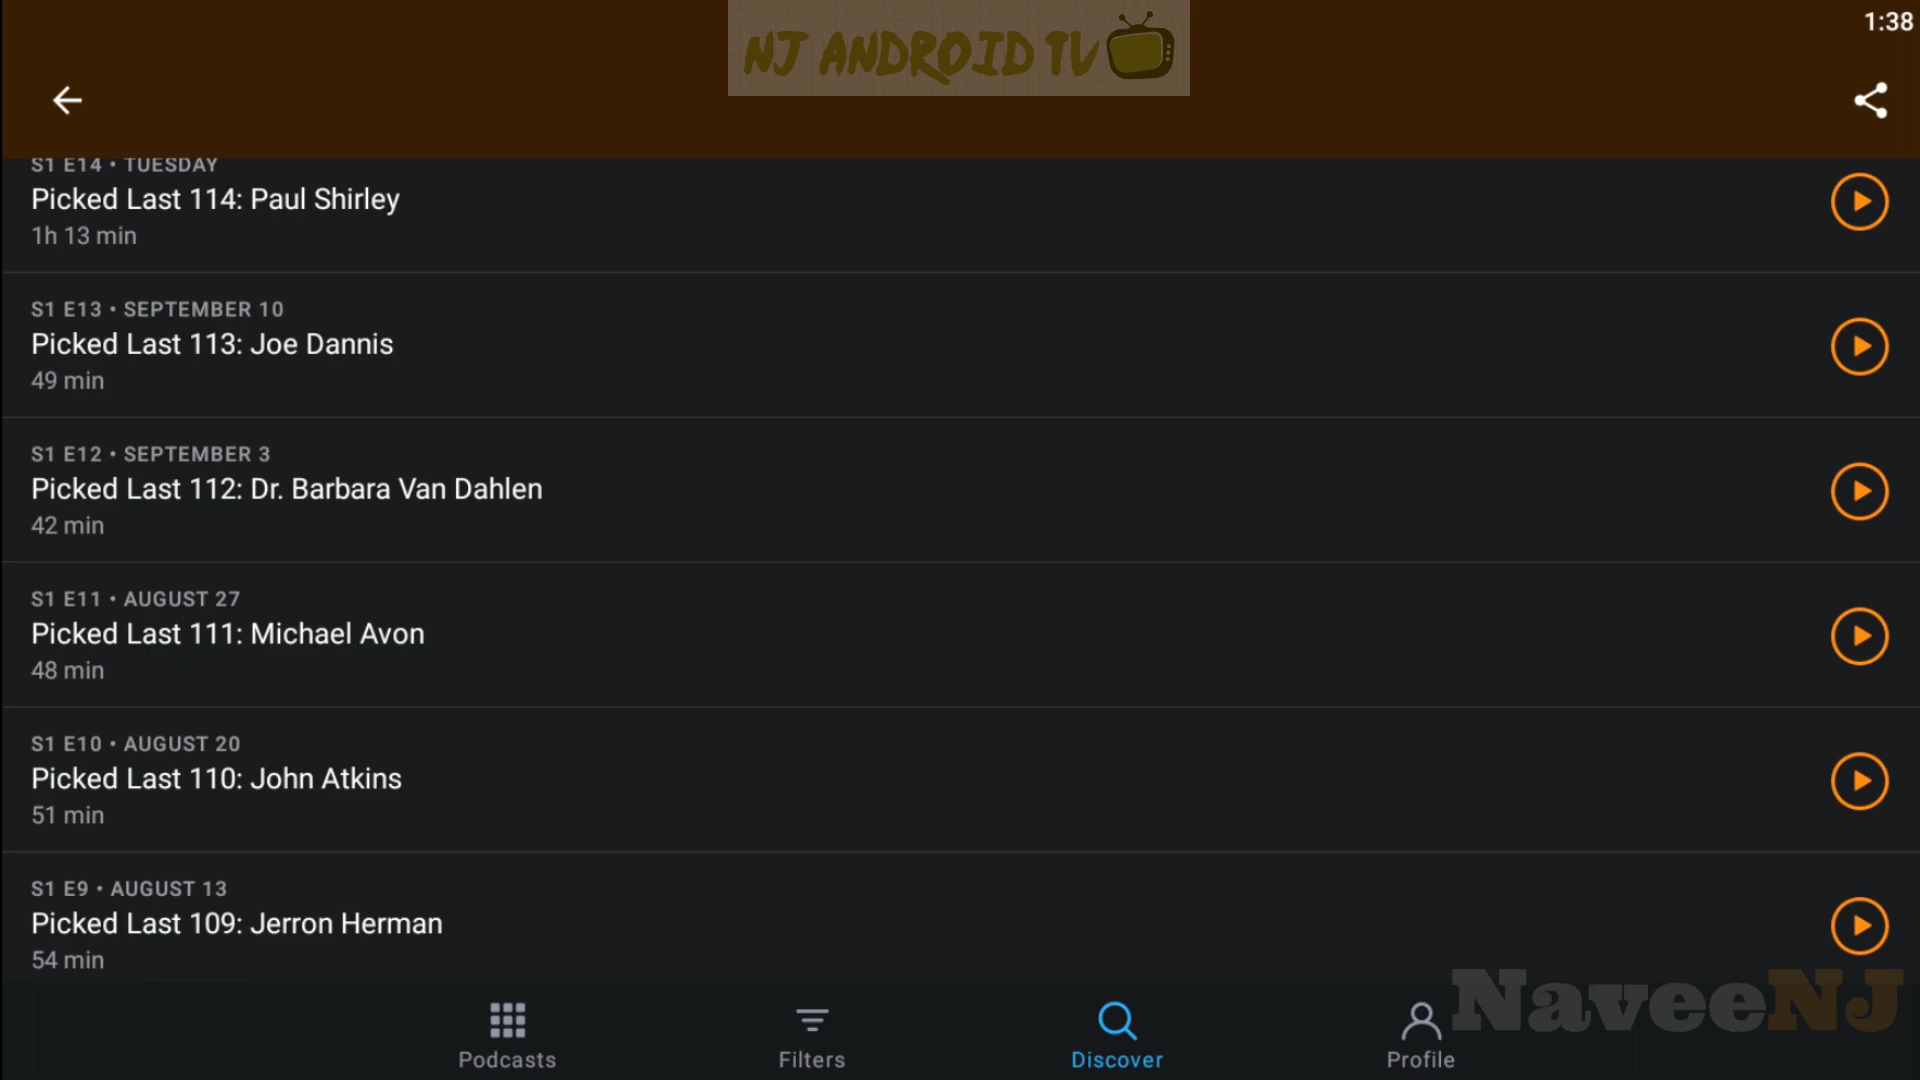 NJ ANDROID TV
1:38
S1 E14 • TUESDAY
Picked Last 114: Paul Shirley
1h 13 min
S1 E13 • SEPTEMBER 10
Picked Last 113: Joe Dannis
49 min
S1 E12 • SEPTEMBER 3
Picked Last 112: Dr. Barbara Van Dahlen
42 min
S1 E11 • AUGUST 27
Picked Last 111: Michael Avon
48 min
S1 E10 • AUGUST 20
Picked Last 110: John Atkins
51 min
S1 E9 • AUGUST 13
Picked Last 109: Jerron Herman
54 min
NaveeNJ
Podcasts
Filters
Discover
Profile